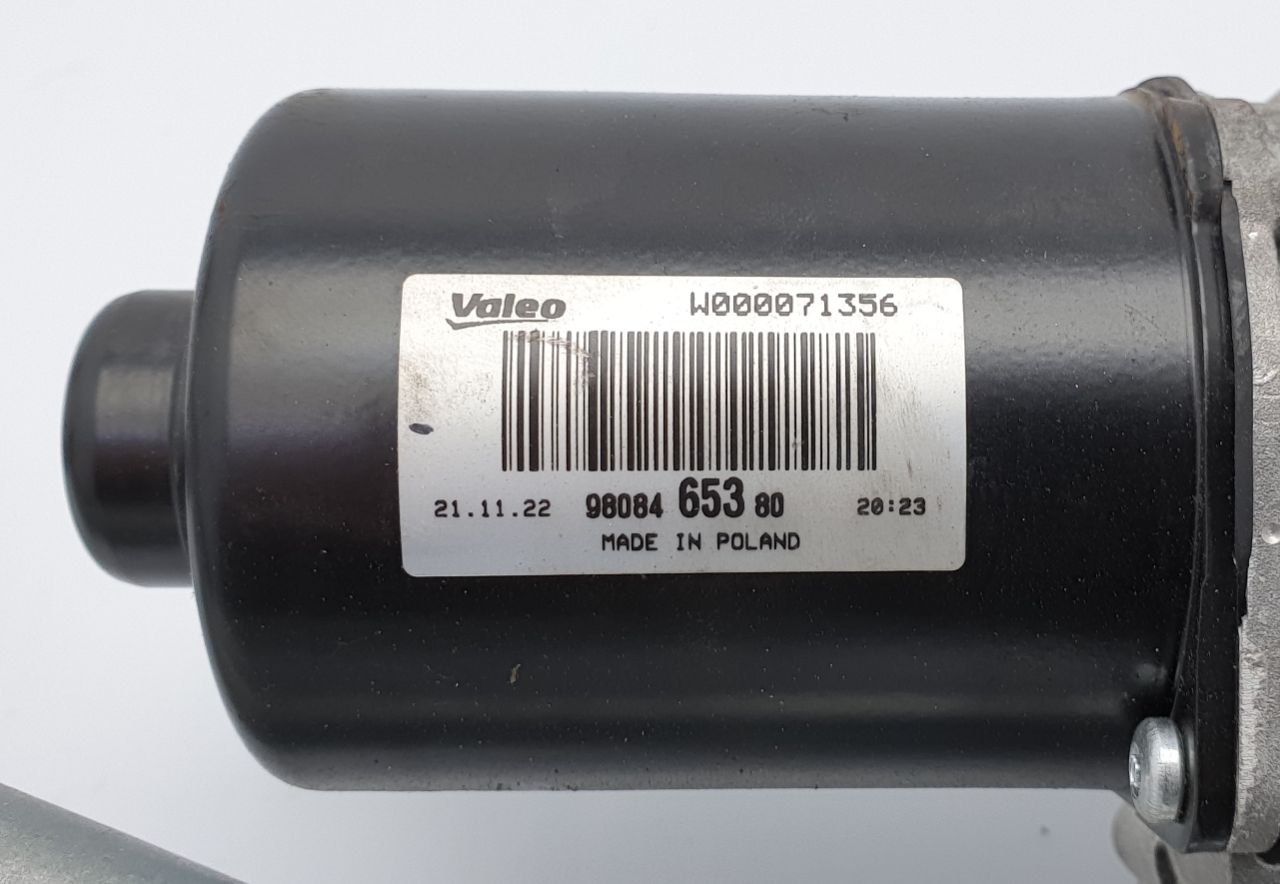 Valeo W000071356
21.11.22 98084 653 80 20:23
MADE IN POLAND